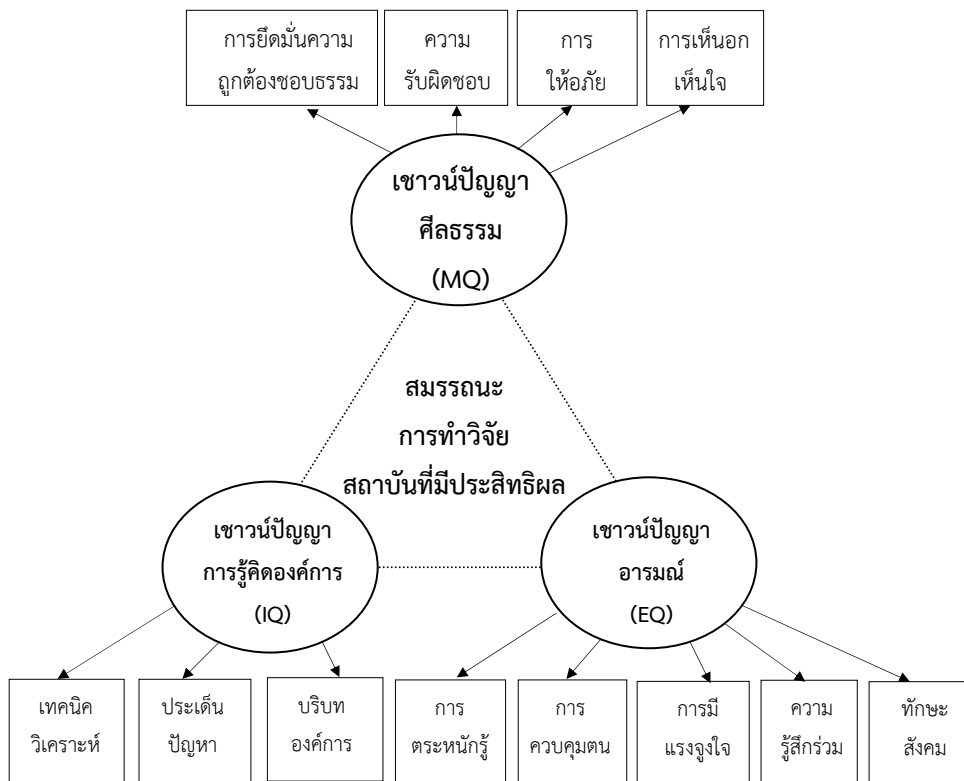 การยึดมั่นความ
ถูกต้องชอบธรรม
ความ
รับผิดชอบ
การ
ให้อภัย
การเห็นอก
เห็นใจ
เชาวน์ปัญญา
ศีลธรรม
(MQ)
สมรรถนะ
การทำวิจัย
สถาบันที่มีประสิทธิผล
เชาวน์ปัญญา
การรู้คิดองค์การ
(IQ)
เชาวน์ปัญญา
อารมณ์
(EQ)
เทคนิค
วิเคราะห์
ประเด็น
ปัญหา
บริบท
องค์การ
การ
ตระหนักรู้
การ
ควบคุมตน
การมี
แรงจูงใจ
ความ
รู้สึกร่วม
ทักษะ
สังคม